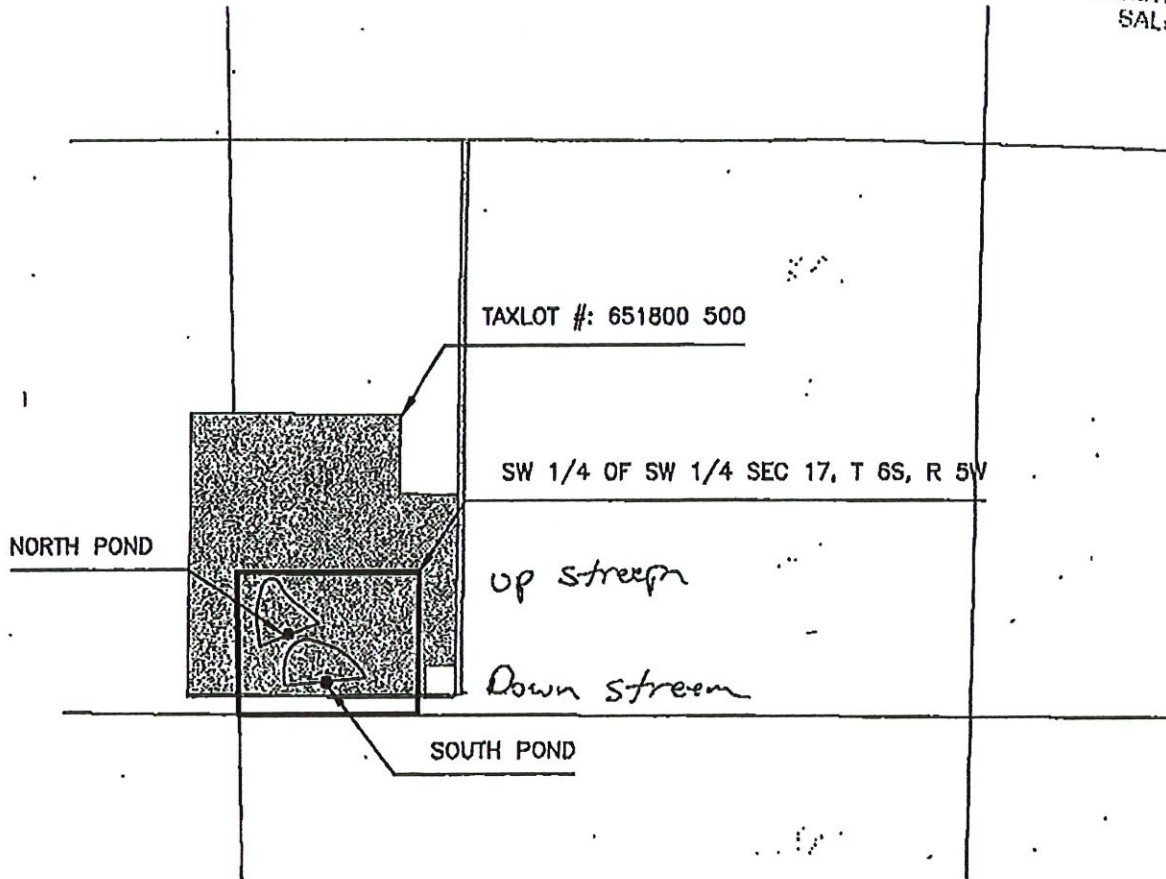 SAL
TAXLOT #: 651800 500
SW 1/4 OF SW 1/4 SEC 17, T 6S, R 5W
NORTH POND
up streem
Down streem
SOUTH POND